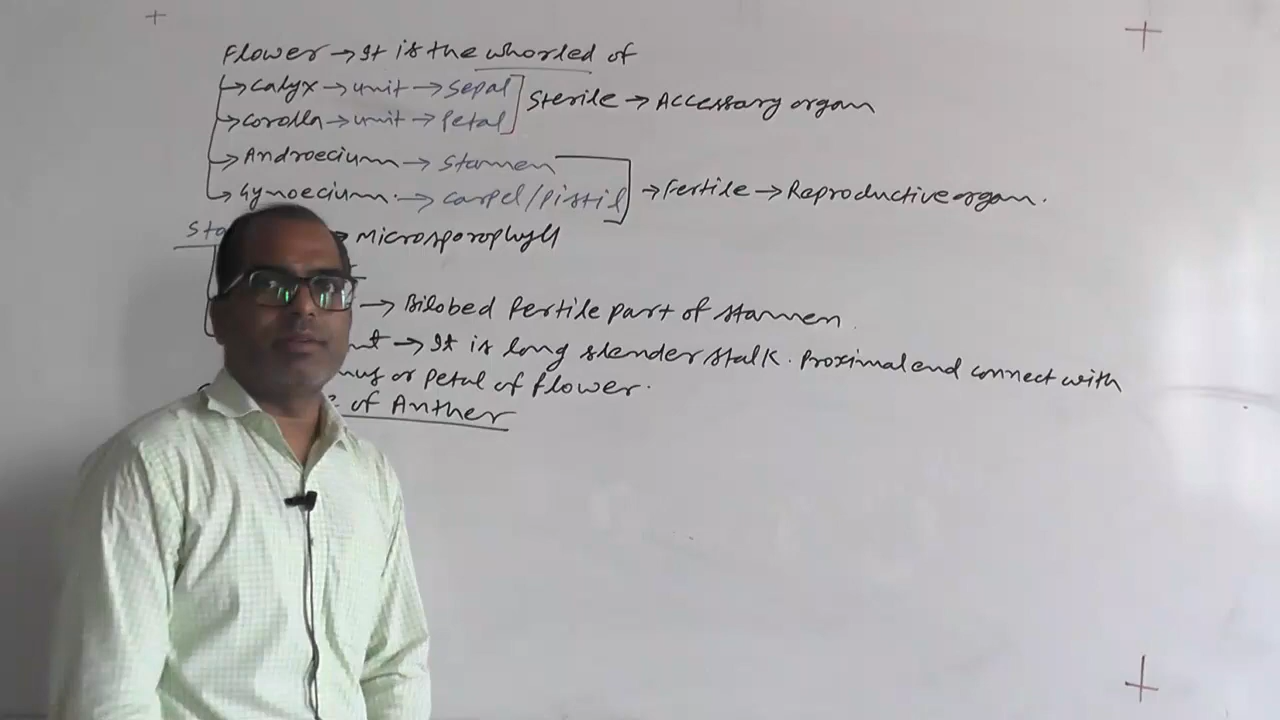 Flower → It is the whorled of
→ Calyx → unit → Sepal
→ Corolla → unit → Petal
Sterile → Accessary organ
→ Androecium → Stamen
→ Gynoecium. → Carpel/Pistil
→ Fertile → Reproductive organ.
Microsporophyll
→ Bilobed fertile part of stamen.
→ It is long slender stalk. Proximal end connect with
or petal of flower.
of Anther